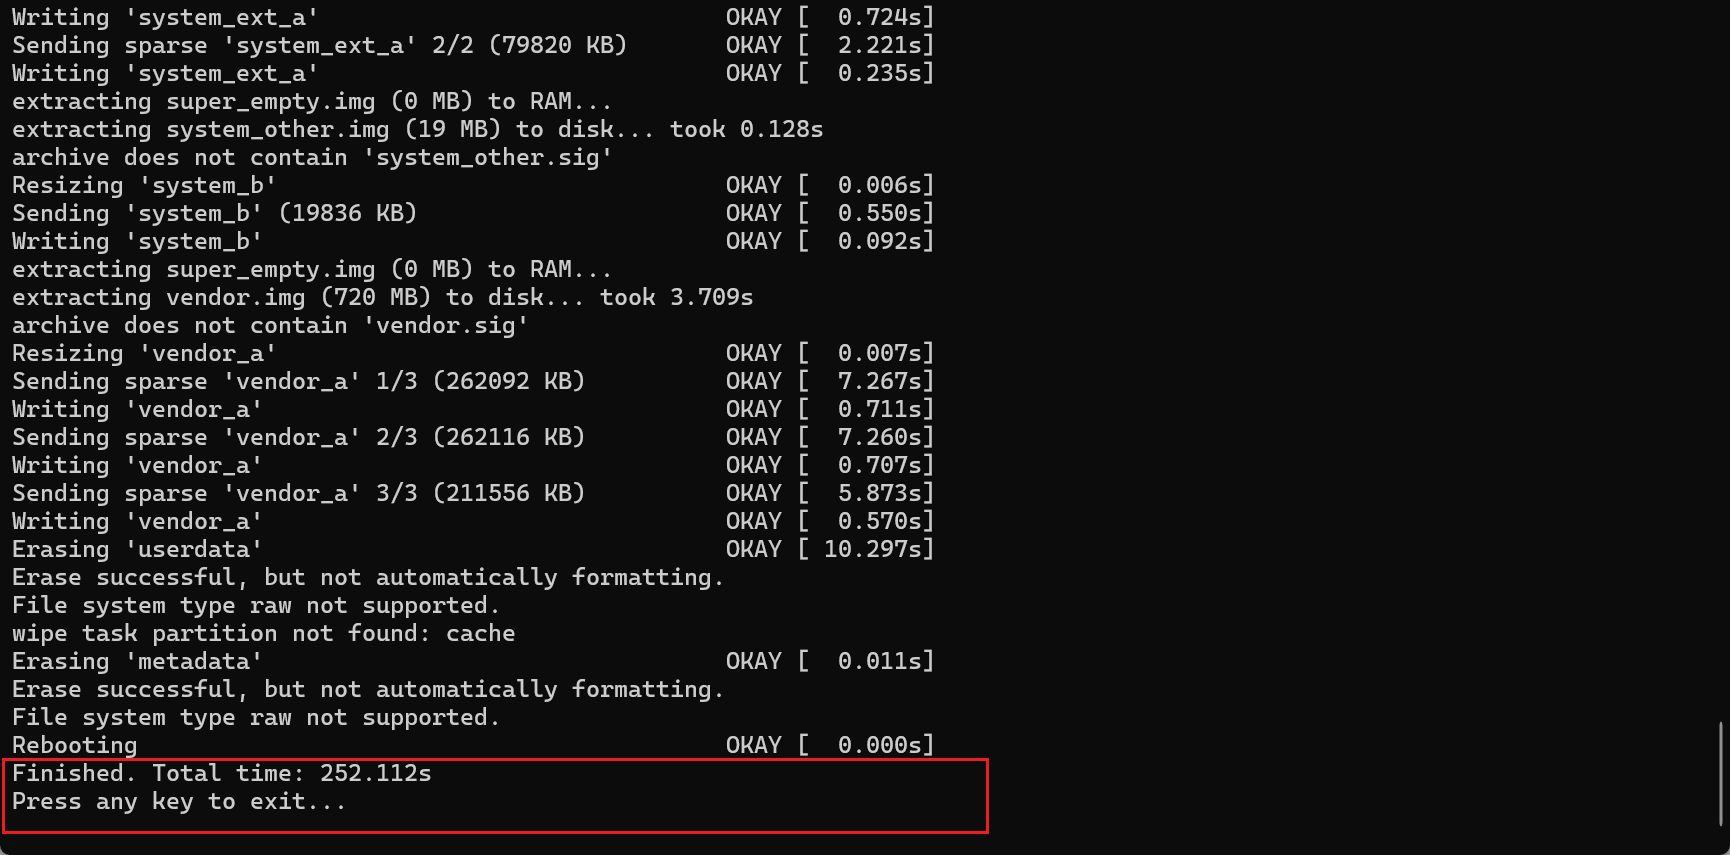 Writing 'system_ext_a'                             OKAY [  0.724s]
Sending sparse 'system_ext_a' 2/2 (79820 KB)       OKAY [  2.221s]
Writing 'system_ext_a'                             OKAY [  0.235s]
extracting super_empty.img (0 MB) to RAM...
extracting system_other.img (19 MB) to disk... took 0.128s
archive does not contain 'system_other.sig'
Resizing 'system_b'                                OKAY [  0.006s]
Sending 'system_b' (19836 KB)                      OKAY [  0.550s]
Writing 'system_b'                                 OKAY [  0.092s]
extracting super_empty.img (0 MB) to RAM...
extracting vendor.img (720 MB) to disk... took 3.709s
archive does not contain 'vendor.sig'
Resizing 'vendor_a'                                OKAY [  0.007s]
Sending sparse 'vendor_a' 1/3 (262092 KB)          OKAY [  7.267s]
Writing 'vendor_a'                                 OKAY [  0.711s]
Sending sparse 'vendor_a' 2/3 (262116 KB)          OKAY [  7.260s]
Writing 'vendor_a'                                 OKAY [  0.707s]
Sending sparse 'vendor_a' 3/3 (211556 KB)          OKAY [  5.873s]
Writing 'vendor_a'                                 OKAY [  0.570s]
Erasing 'userdata'                                 OKAY [ 10.297s]
Erase successful, but not automatically formatting.
File system type raw not supported.
wipe task partition not found: cache
Erasing 'metadata'                                 OKAY [  0.011s]
Erase successful, but not automatically formatting.
File system type raw not supported.
Rebooting                                          OKAY [  0.000s]
Finished. Total time: 252.112s
Press any key to exit...